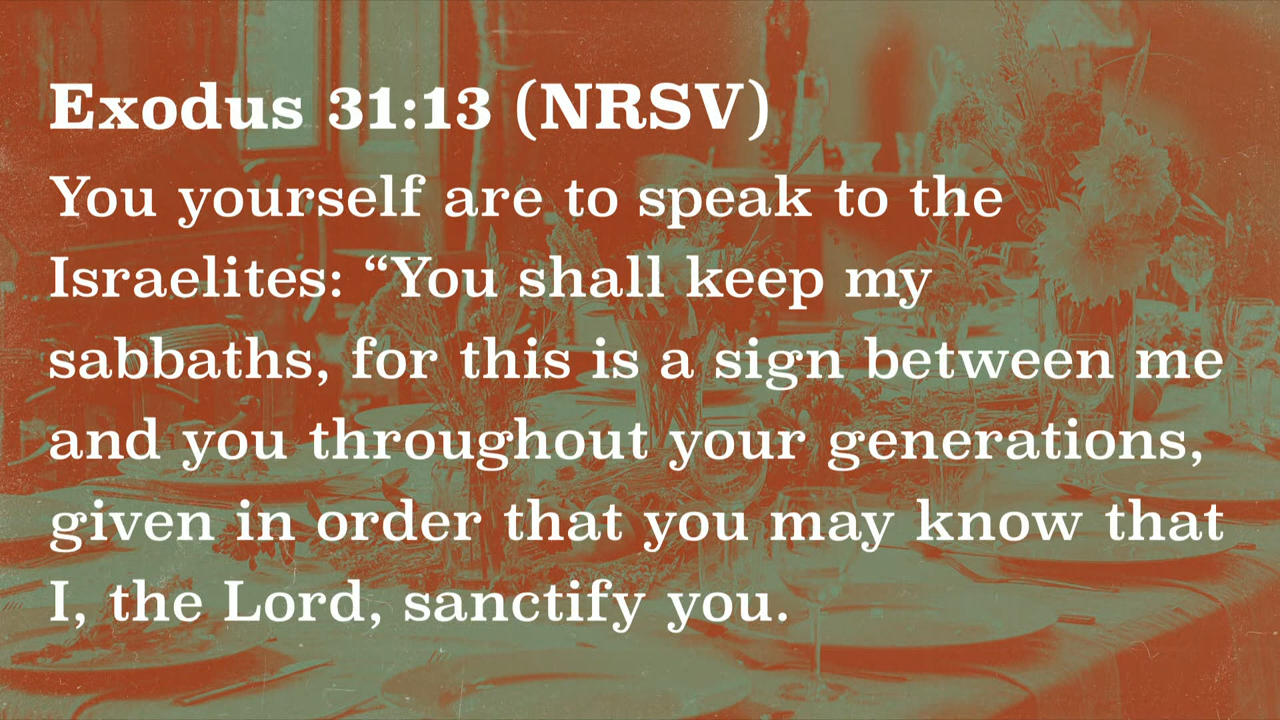 Exodus 31:13 (NRSV)
You yourself are to speak to the
Israelites: “You shall keep my
sabbaths, for this is a sign between me
and you throughout your generations,
given in order that you may know that
I, the Lord, sanctify you.